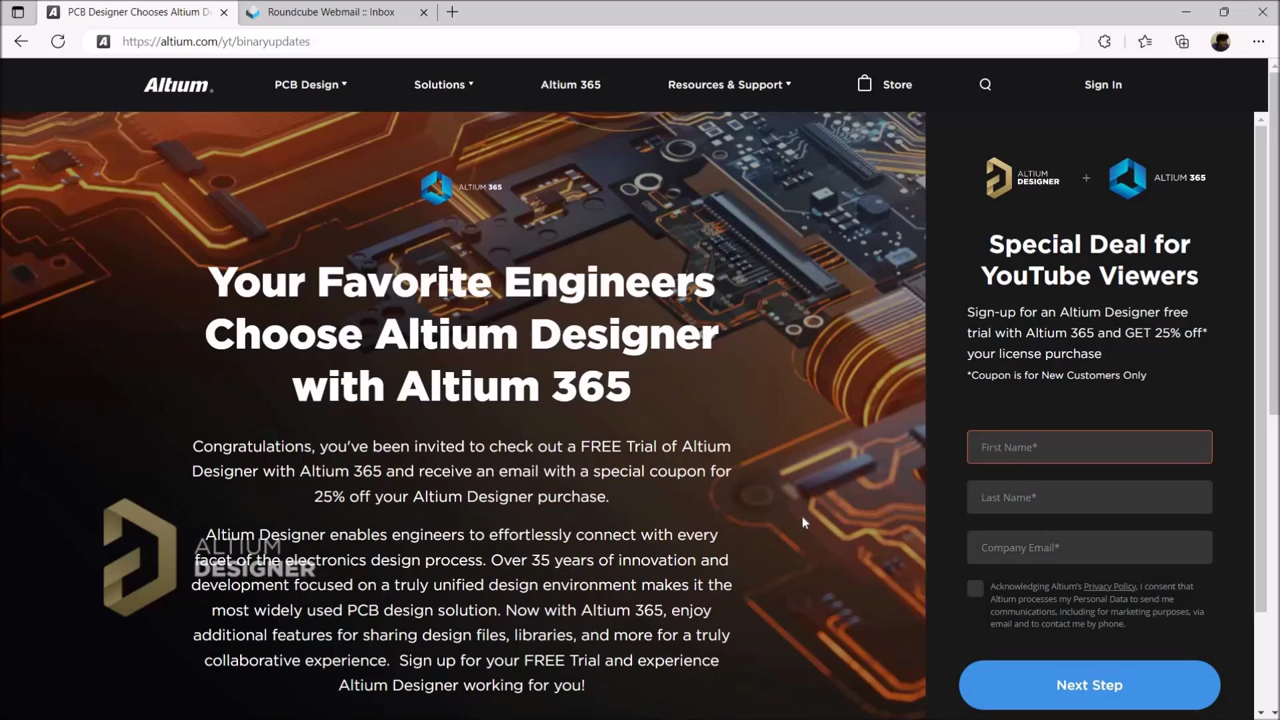 PCB Designer Chooses Altium D
Roundcube Webmail :: Inbox
https://altium.com/yt/binaryupdates
Altium
PCB Design
Solutions
Altium 365
Resources & Support
Store
Sign In
ALTIUM 365
Your Favorite Engineers
Choose Altium Designer
with Altium 365
Congratulations, you've been invited to check out a FREE Trial of Altium
Designer with Altium 365 and receive an email with a special coupon for
25% off your Altium Designer purchase.
Altium Designer enables engineers to effortlessly connect with every
facet of the electronics design process. Over 35 years of innovation and
development focused on a truly unified design environment makes it the
most widely used PCB design solution. Now with Altium 365, enjoy
additional features for sharing design files, libraries, and more for a truly
collaborative experience. Sign up for your FREE Trial and experience
Altium Designer working for you!
ALTIUM
DESIGNER
ALTIUM
DESIGNER
+
ALTIUM 365
Special Deal for
YouTube Viewers
Sign-up for an Altium Designer free
trial with Altium 365 and GET 25% off*
your license purchase
*Coupon is for New Customers Only
First Name*
Last Name*
Company Email*
Acknowledging Altium's Privacy Policy, I consent that
Altium processes my Personal Data to send me
communications, including for marketing purposes, via
email and to contact me by phone.
Next Step